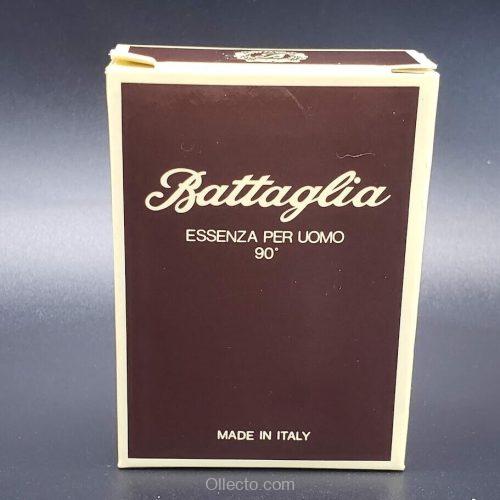 Battaglia
ESSENZA PER UOMO
90°
MADE IN ITALY
Ollecto.com